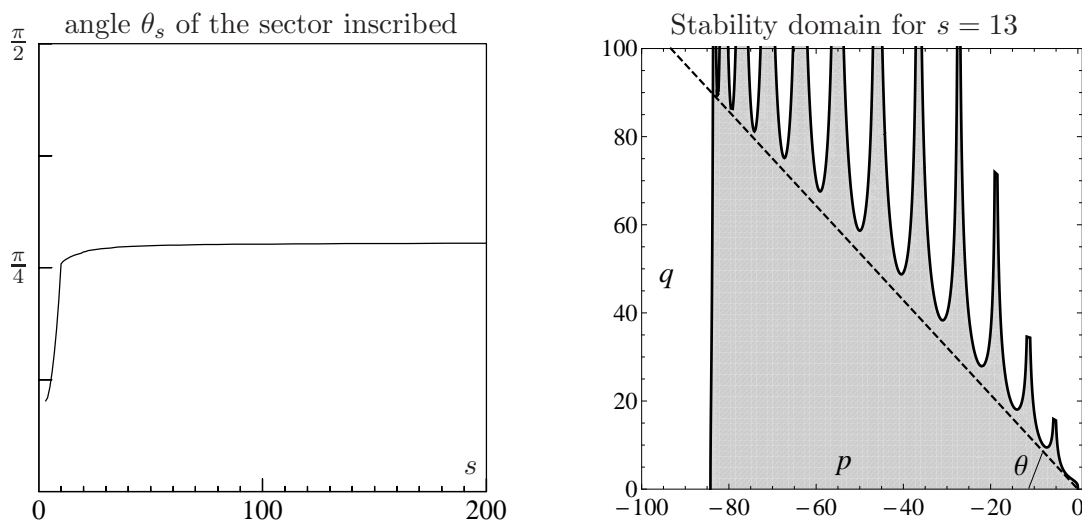 angle θₛ of the sector inscribed
π/2
π/4
s
0
100
200
Stability domain for s = 13
100
80
60
40
20
0
q
p
θ
−100
−80
−60
−40
−20
0